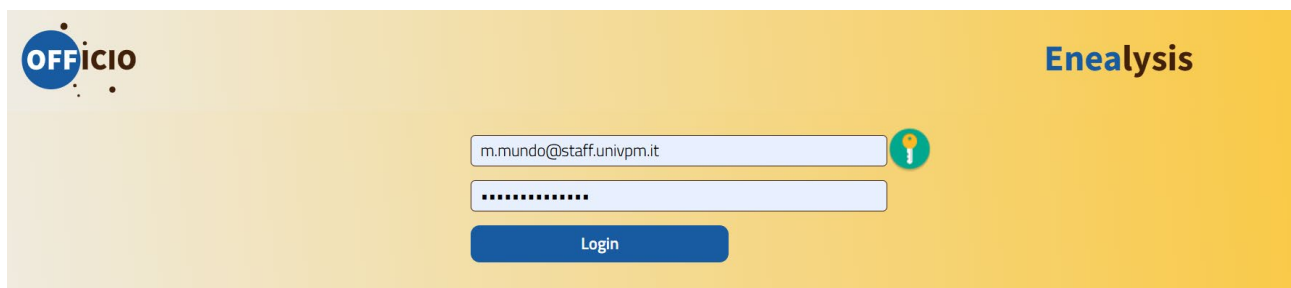 OFFICIO
Enealysis
m.mundo@staff.univpm.it
••••••••••••••
Login